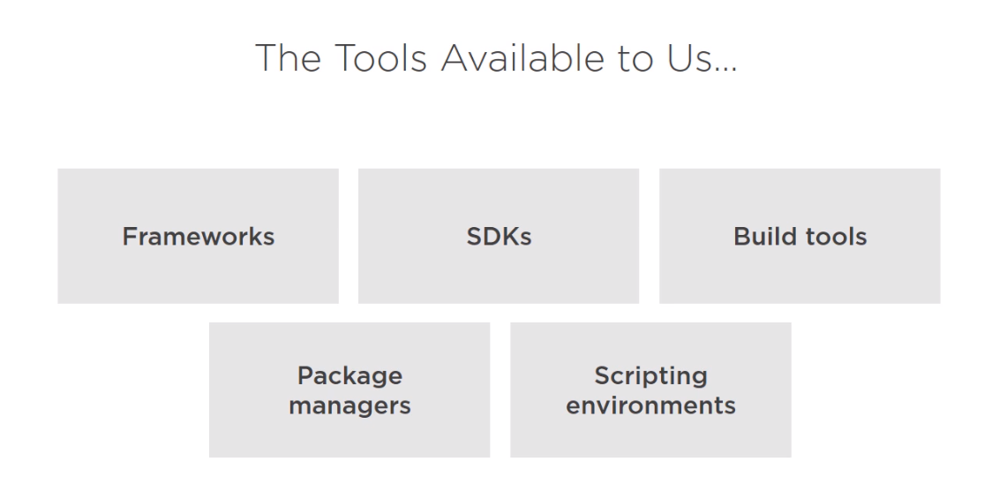 The Tools Available to Us...
Frameworks
SDKs
Build tools
Package
managers
Scripting
environments